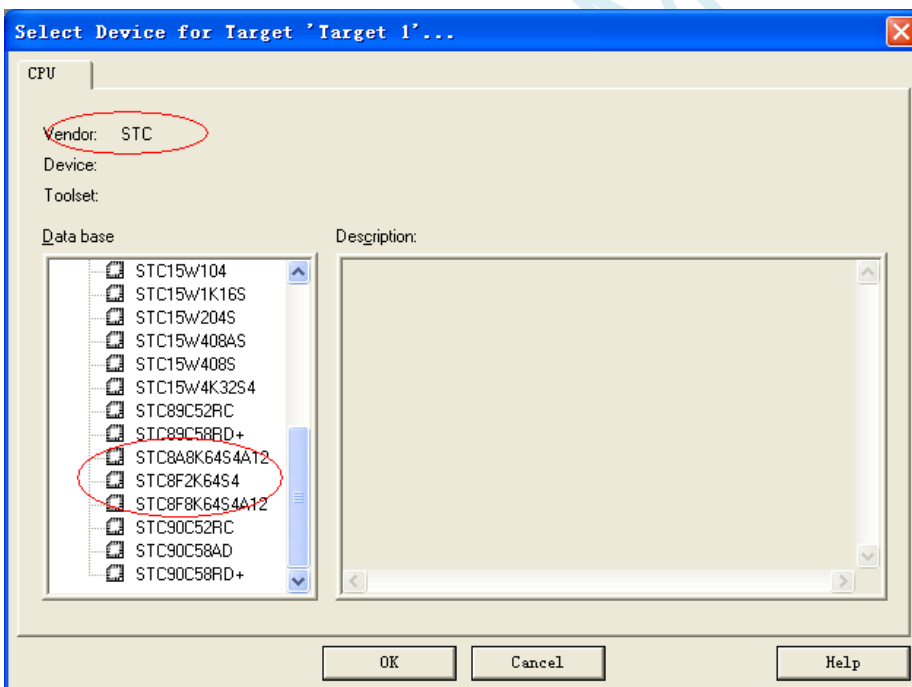 Select Device for Target 'Target 1'...
CPU
Vendor: STC
Device:
Toolset:
Data base
Description:
STC15W104
STC15W1K16S
STC15W204S
STC15W408AS
STC15W408S
STC15W4K32S4
STC89C52RC
STC89C58RD+
STC8A8K64S4A12
STC8F2K64S4
STC8F8K64S4A12
STC90C52RC
STC90C58AD
STC90C58RD+
OK
Cancel
Help